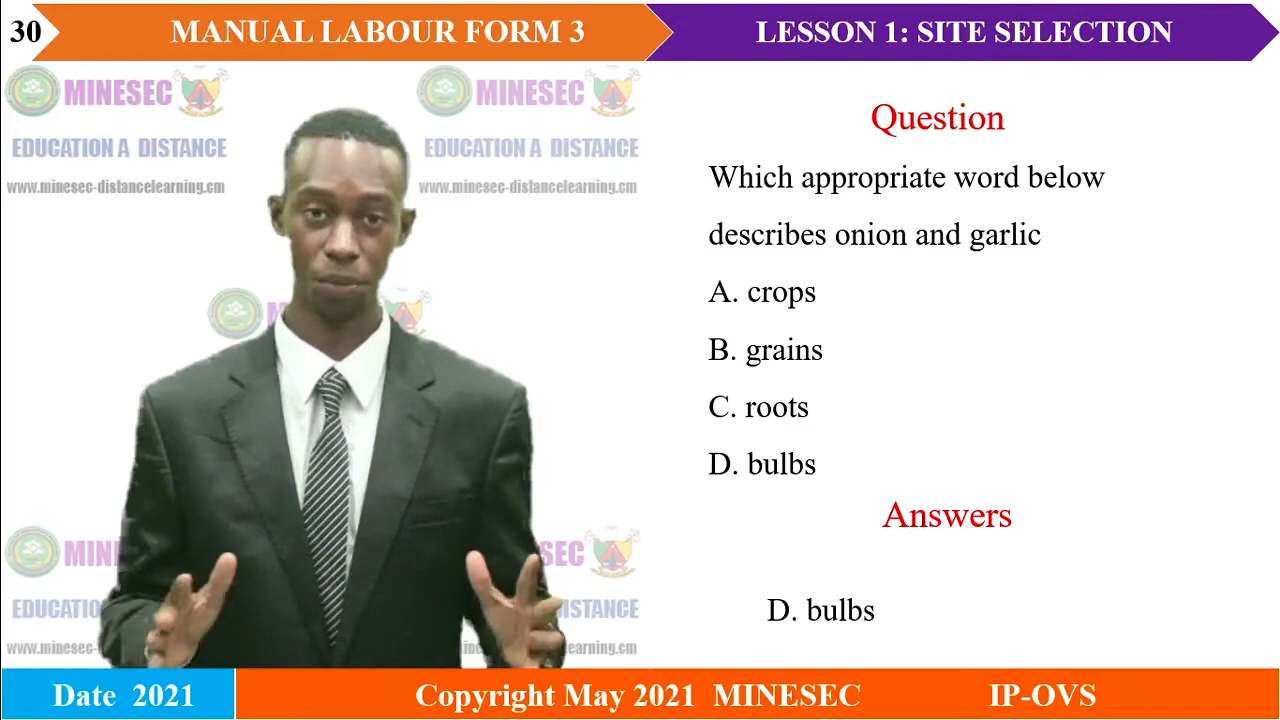 30
MANUAL LABOUR FORM 3
LESSON 1: SITE SELECTION
MINESEC
EDUCATION A DISTANCE
www.minesec-distancelearning.cm
MINESEC
EDUCATION A DISTANCE
www.minesec-distancelearning.cm
Question
Which appropriate word below
describes onion and garlic
A. crops
B. grains
C. roots
D. bulbs
Answers
D. bulbs
Date 2021
Copyright May 2021 MINESEC
IP-OVS